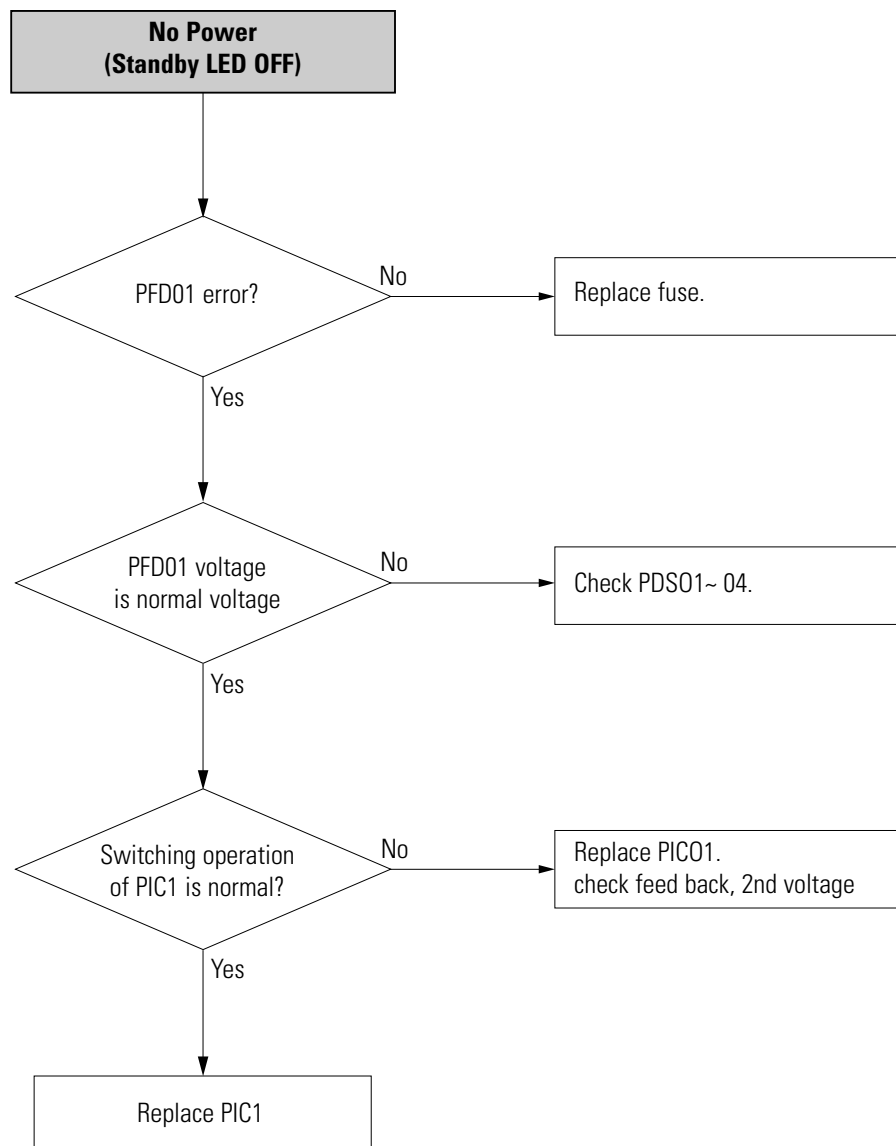 No Power
(Standby LED OFF)
PFD01 error?
No
Replace fuse.
Yes
PFD01 voltage
is normal voltage
No
Check PDSO1~ 04.
Yes
Switching operation
of PIC1 is normal?
No
Replace PICO1.
check feed back, 2nd voltage
Yes
Replace PIC1